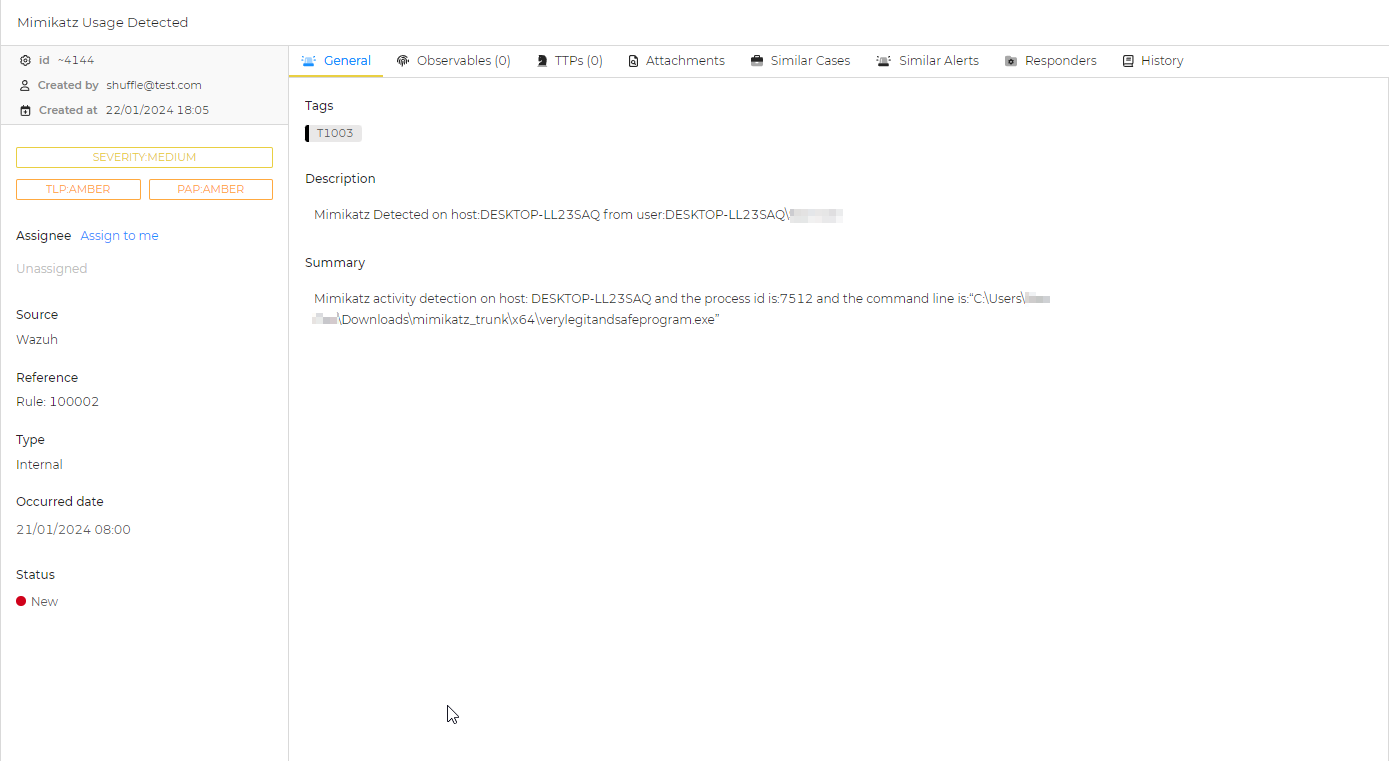 Mimikatz Usage Detected
id ~4144
Created by shuffle@test.com
Created at 22/01/2024 18:05
SEVERITY:MEDIUM
TLP:AMBER PAP:AMBER
Assignee Assign to me
Unassigned
Source
Wazuh
Reference
Rule: 100002
Type
Internal
Occurred date
21/01/2024 08:00
Status
New
General Observables (0) TTPs (0) Attachments Similar Cases Similar Alerts Responders History
Tags
T1003
Description
Mimikatz Detected on host:DESKTOP-LL23SAQ from user:DESKTOP-LL23SAQ\
Summary
Mimikatz activity detection on host: DESKTOP-LL23SAQ and the process id is:7512 and the command line is:“C:\Users\
\Downloads\mimikatz_trunk\x64\verylegitandsafeprogram.exe”